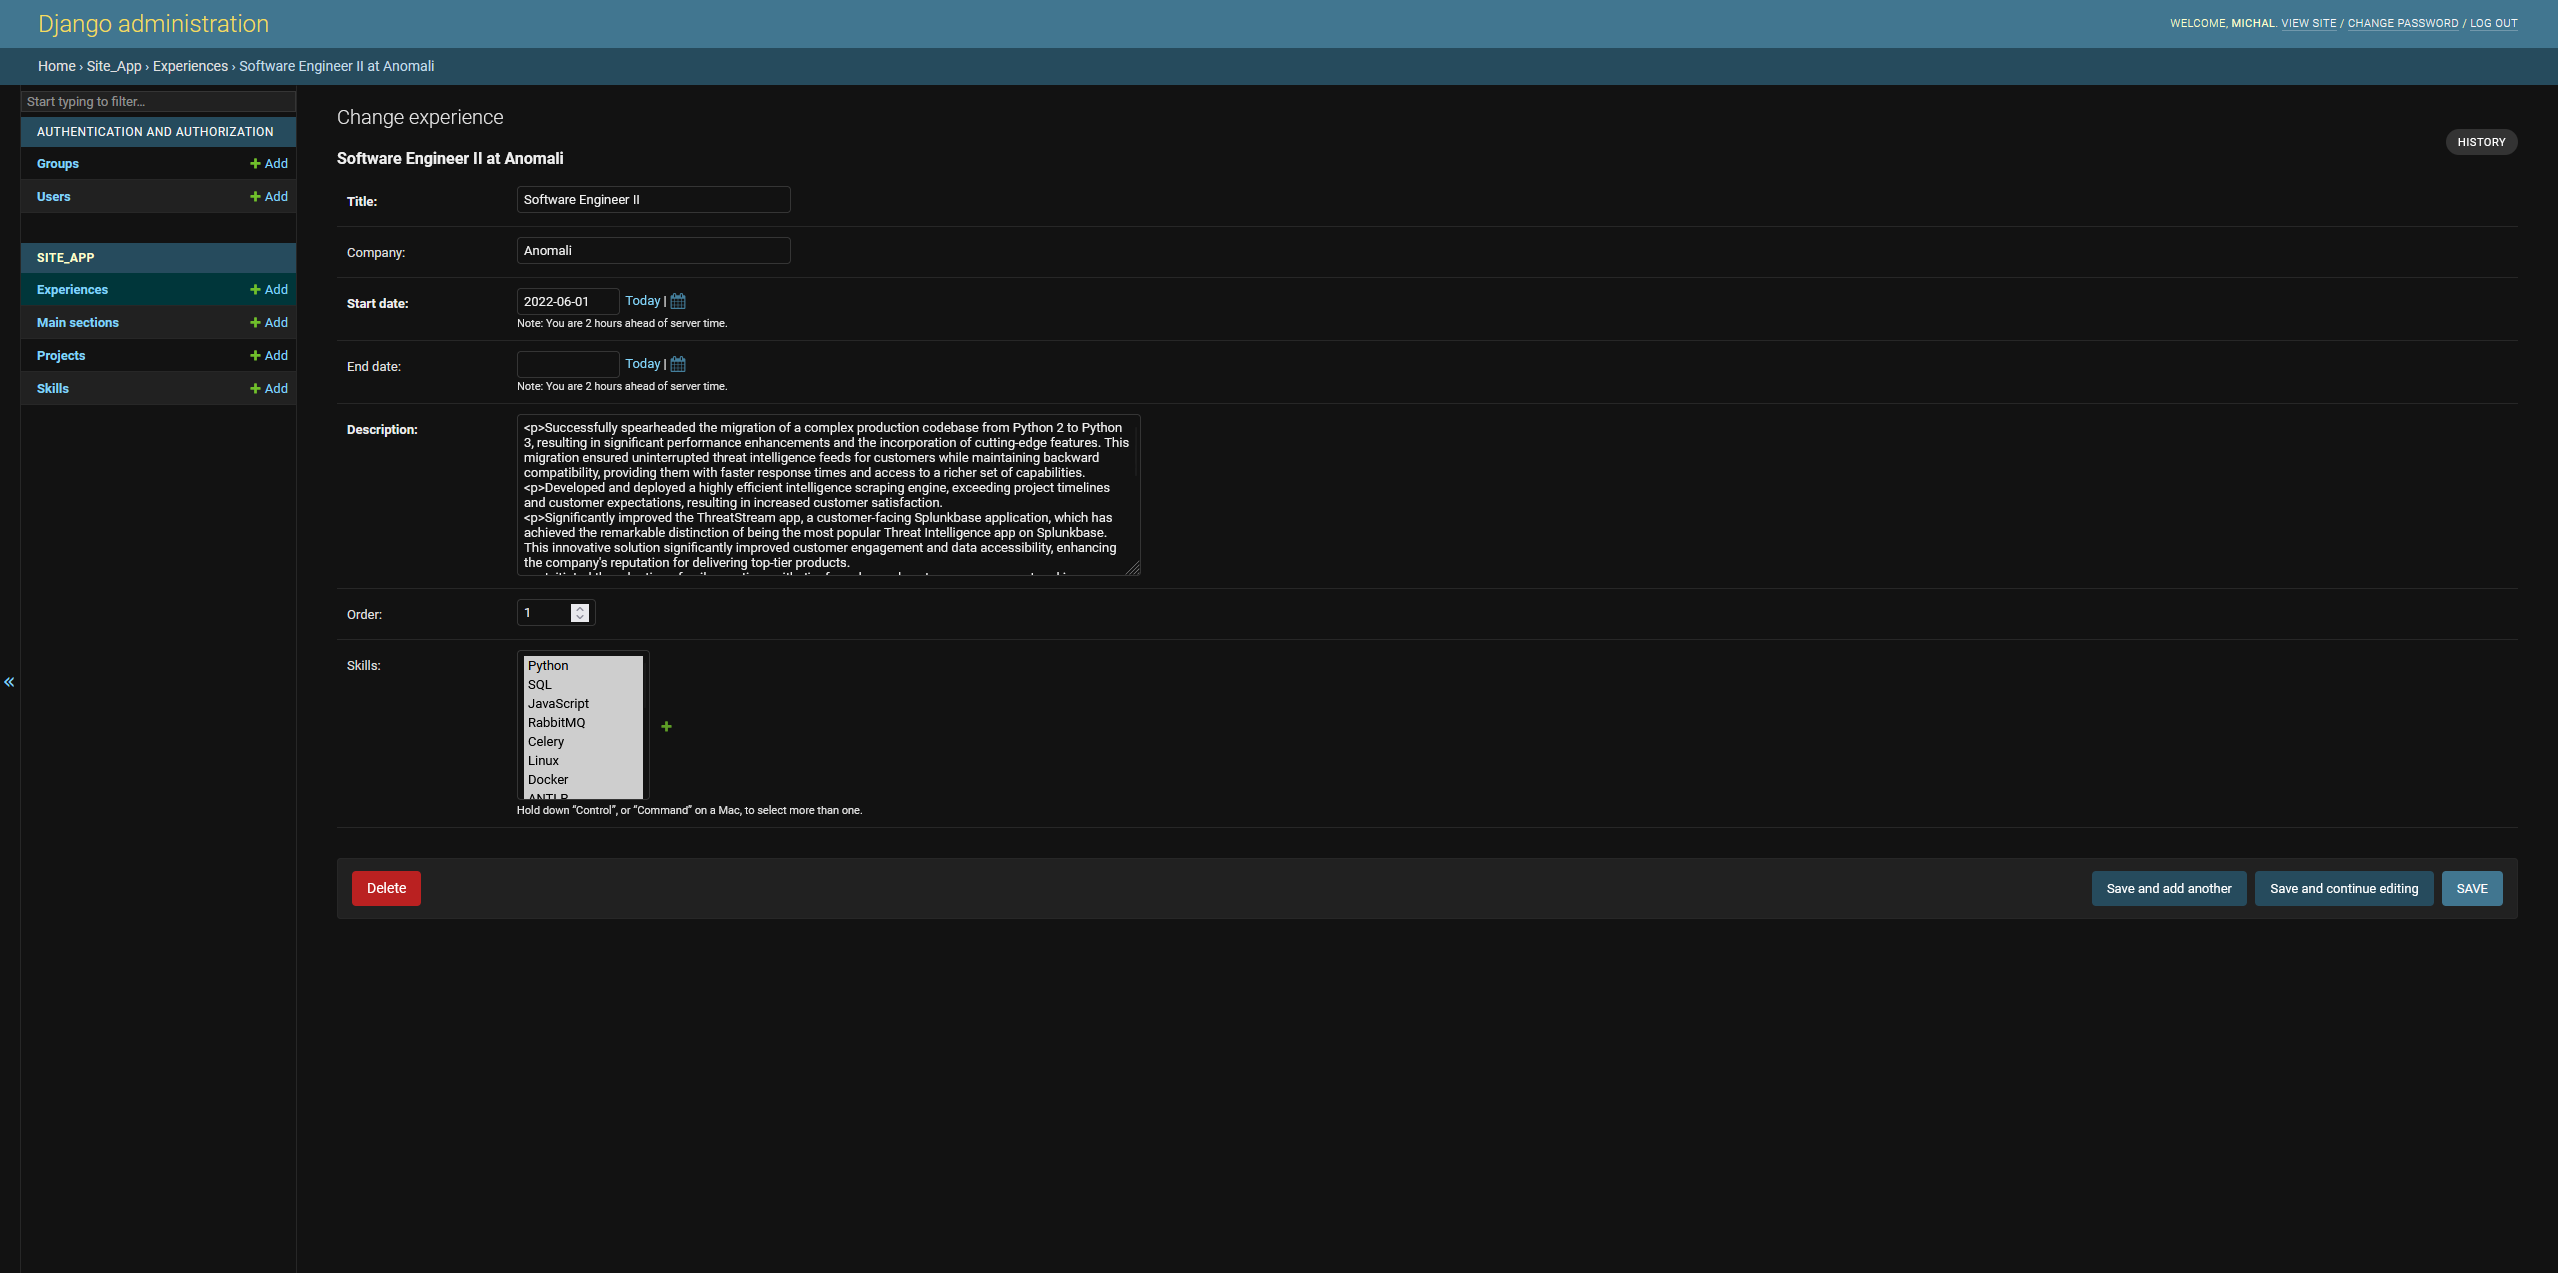 Django administration
WELCOME, MICHAL. VIEW SITE / CHANGE PASSWORD / LOG OUT
Home › Site_App › Experiences › Software Engineer II at Anomali
Start typing to filter...
AUTHENTICATION AND AUTHORIZATION
Groups + Add
Users + Add
SITE_APP
Experiences + Add
Main sections + Add
Projects + Add
Skills + Add
«
Change experience
HISTORY
Software Engineer II at Anomali
Title: Software Engineer II
Company: Anomali
Start date: 2022-06-01 Today |
Note: You are 2 hours ahead of server time.
End date: Today |
Note: You are 2 hours ahead of server time.
Description:
<p>Successfully spearheaded the migration of a complex production codebase from Python 2 to Python
3, resulting in significant performance enhancements and the incorporation of cutting-edge features. This
migration ensured uninterrupted threat intelligence feeds for customers while maintaining backward
compatibility, providing them with faster response times and access to a richer set of capabilities.
<p>Developed and deployed a highly efficient intelligence scraping engine, exceeding project timelines
and customer expectations, resulting in increased customer satisfaction.
<p>Significantly improved the ThreatStream app, a customer-facing Splunkbase application, which has
achieved the remarkable distinction of being the most popular Threat Intelligence app on Splunkbase.
This innovative solution significantly improved customer engagement and data accessibility, enhancing
the company's reputation for delivering top-tier products.
Order: 1
Skills:
Python
SQL
JavaScript
RabbitMQ
Celery
Linux
Docker
ANTLR
+
Hold down “Control”, or “Command” on a Mac, to select more than one.
Delete
Save and add another
Save and continue editing
SAVE